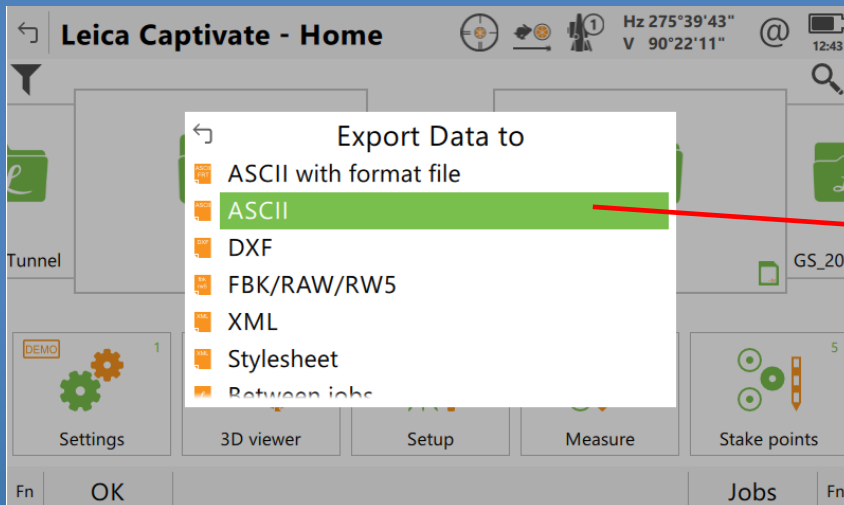 Leica Captivate - Home
1
Hz 275°39'43"
V 90°22'11"
@
12:43
Export Data to
ASCII with format file
ASCII
DXF
FBK/RAW/RW5
XML
Stylesheet
Between jobs
Tunnel
GS_20
DEMO
1
5
Settings
3D viewer
Setup
Measure
Stake points
Fn
OK
Jobs
Fn